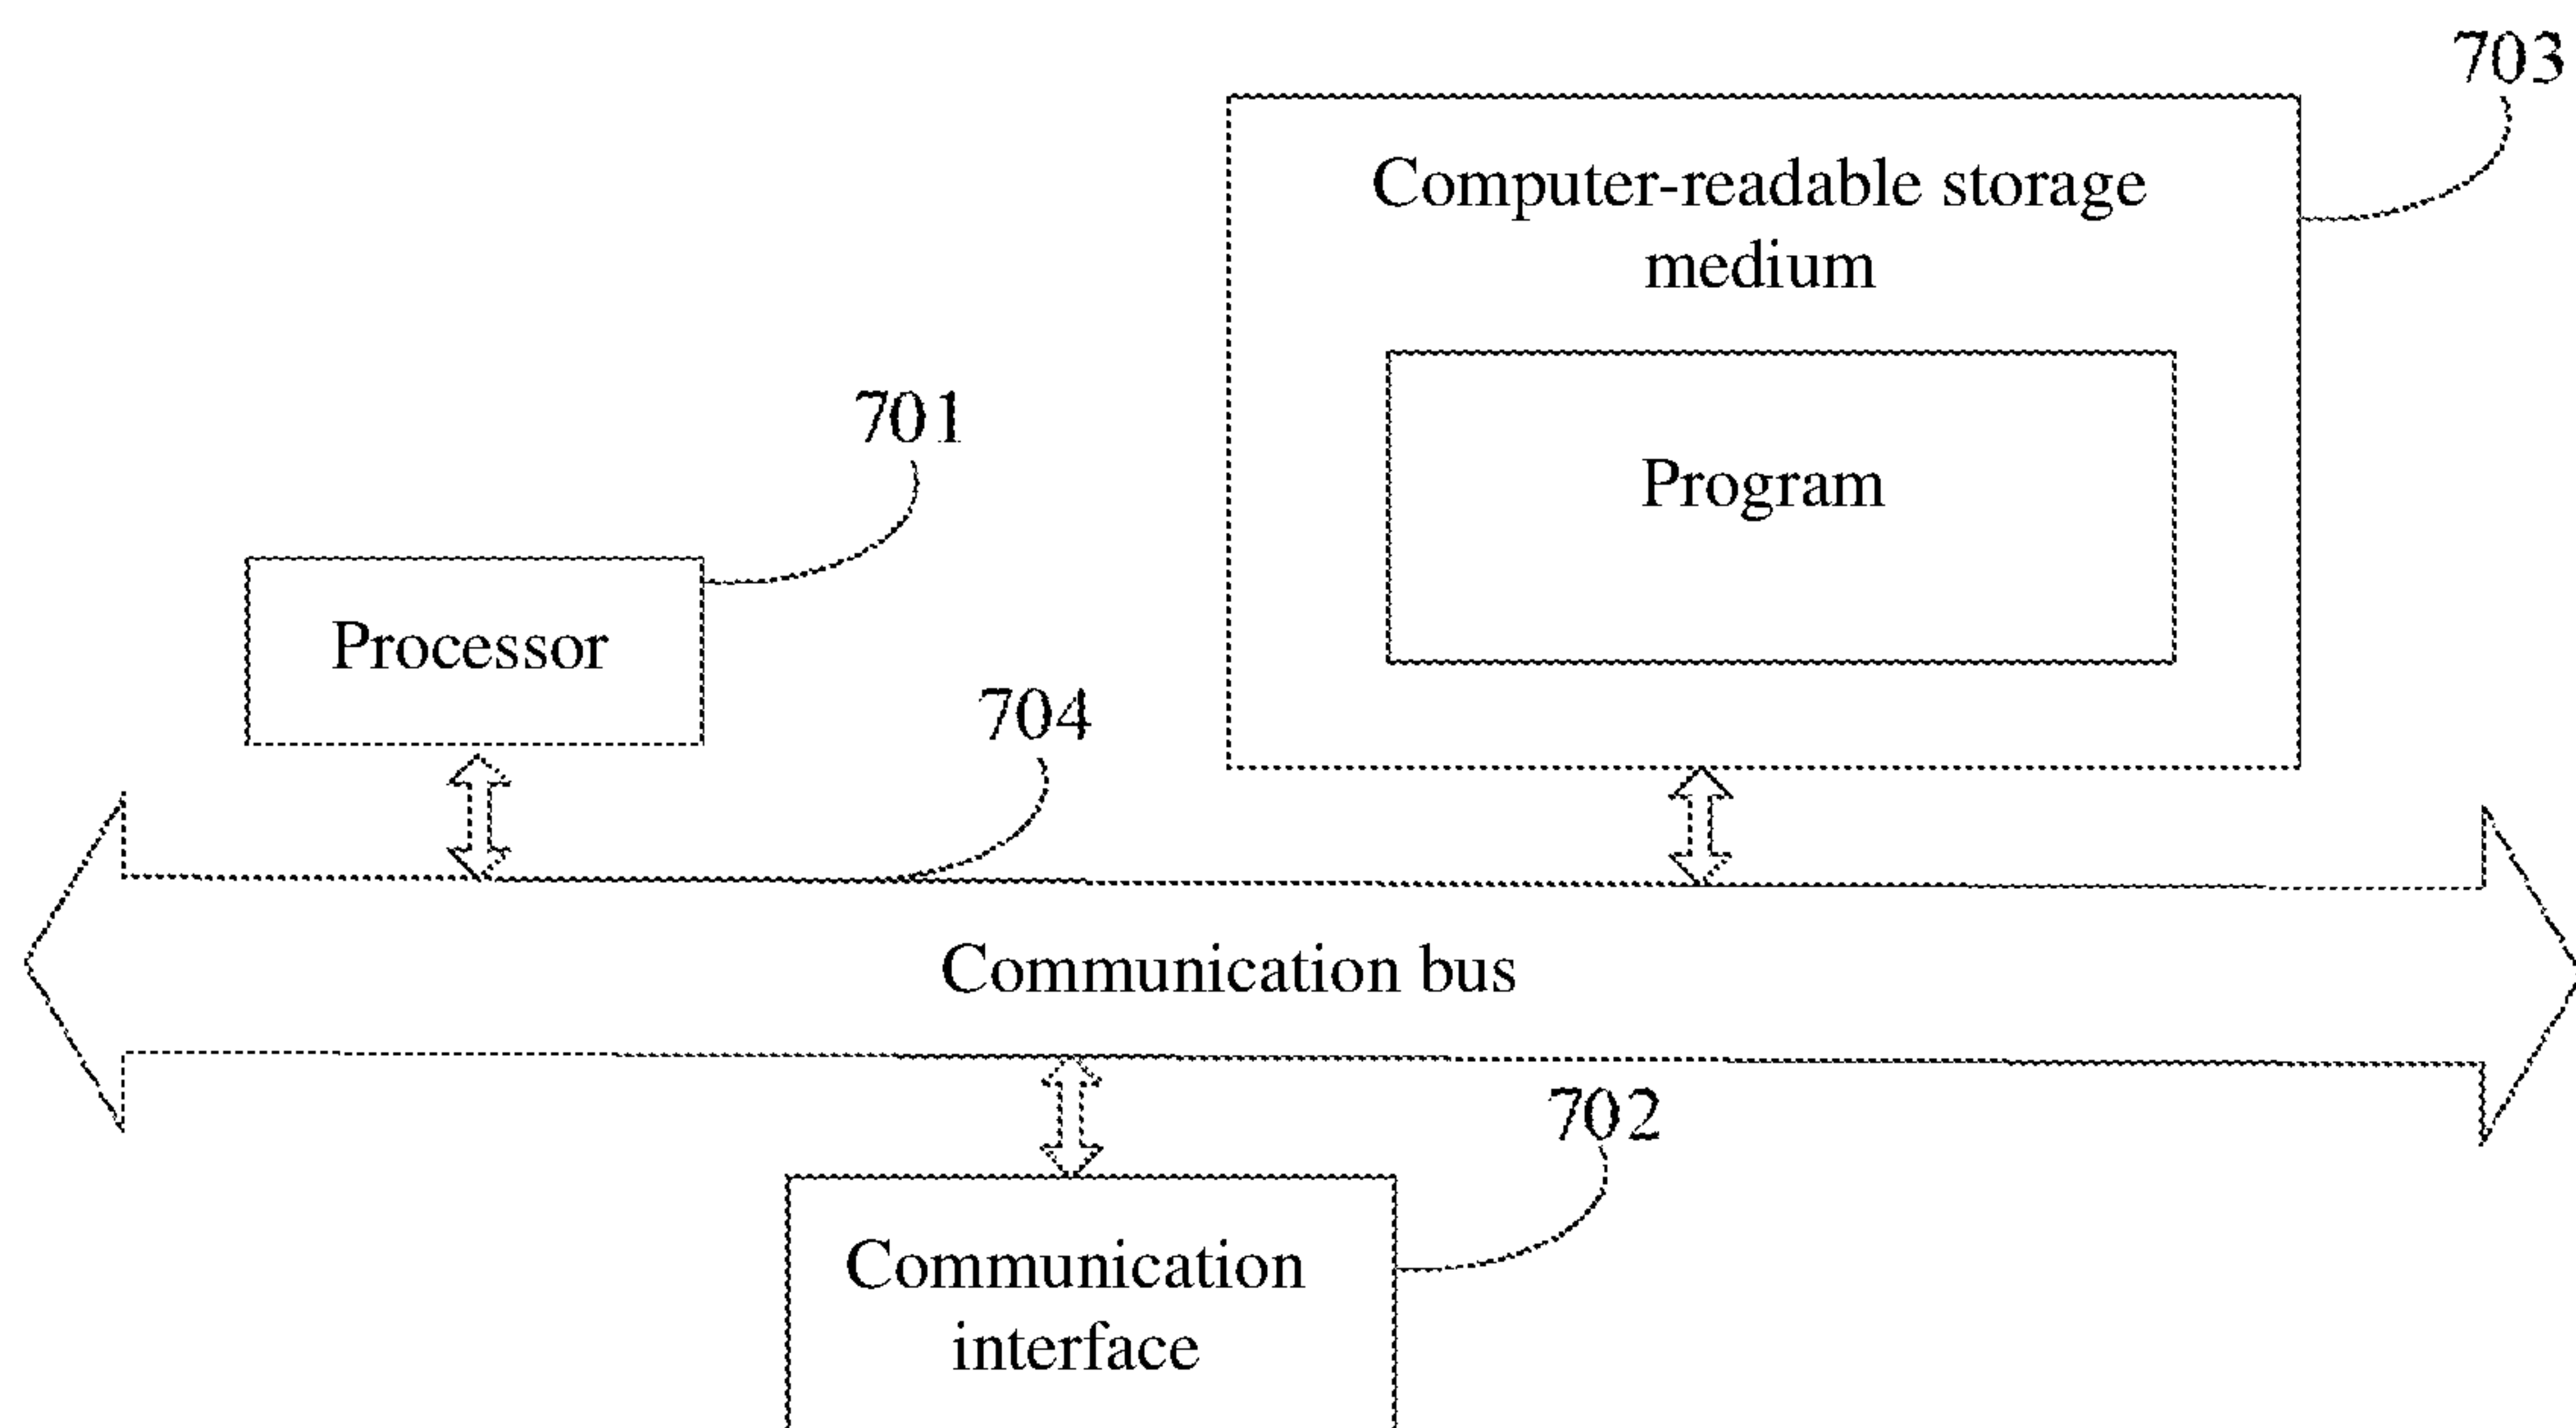 703
Computer-readable storage
medium
Program
701
Processor
704
Communication bus
702
Communication
interface